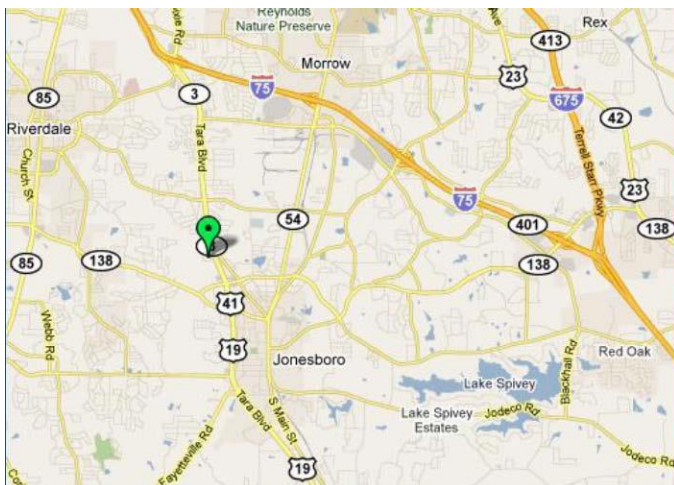 Reynolds
Nature Preserve
Rex
413
Morrow
23
3
75
675
85
42
Riverdale
Tara Blvd
Terrell Starr Pkwy
Church St
23
75
54
401
138
138
138
85
41
Webb Rd
19
Jonesboro
Red Oak
Lake Spivey
Blackhall Rd
Tara Blvd
S Main St
Lake Spivey
Estates
Jodeco Rd
Fayetteville Rd
Jodeco Rd
19